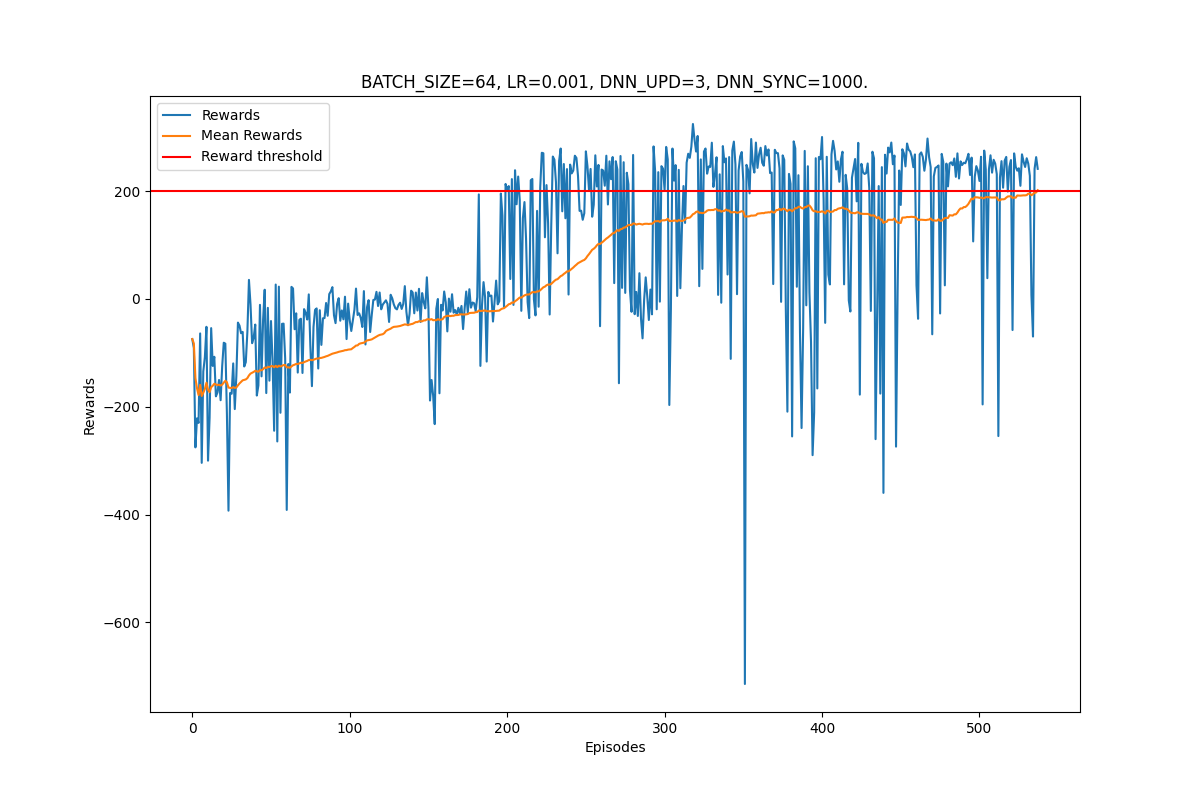 BATCH_SIZE=64, LR=0.001, DNN_UPD=3, DNN_SYNC=1000.
Rewards
Mean Rewards
Reward threshold
200
0
−200
−400
−600
Rewards
0 100 200 300 400 500
Episodes